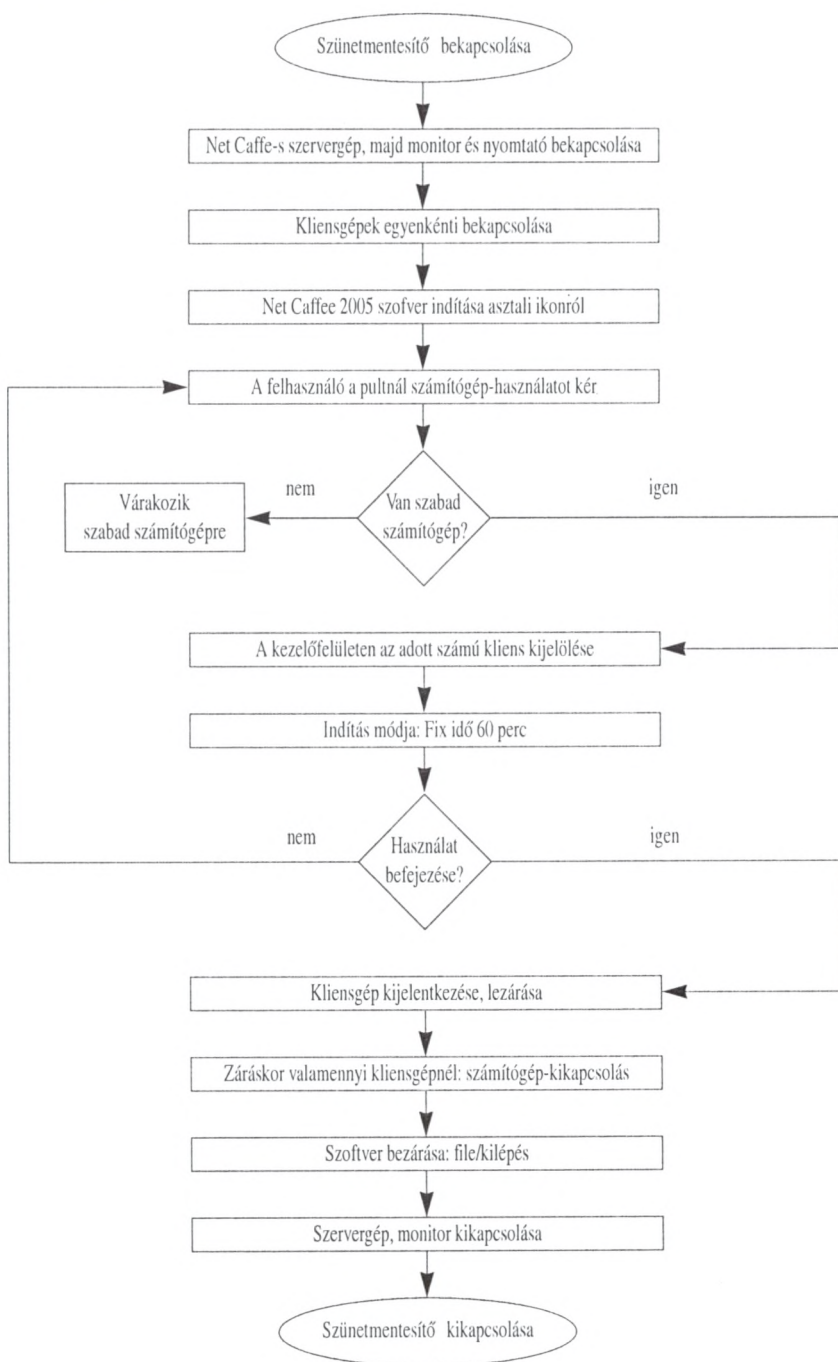 Szünetmentesítő bekapcsolása
Net Caffe-s szervergép, majd monitor és nyomtató bekapcsolása
Kliensgépek egyenkénti bekapcsolása
Net Caffee 2005 szofver indítása asztali ikonról
A felhasználó a pultnál számítógép-használatot kér
nem
igen
Várakozik
szabad számítógépre
Van szabad
számítógép?
A kezelőfelületen az adott számú kliens kijelölése
Indítás módja: Fix idő 60 perc
nem
igen
Használat
befejezése?
Kliensgép kijelentkezése, lezárása
Záráskor valamennyi kliensgépnél: számítógép-kikapcsolás
Szoftver bezárása: file/kilépés
Szervergép, monitor kikapcsolása
Szünetmentesítő kikapcsolása